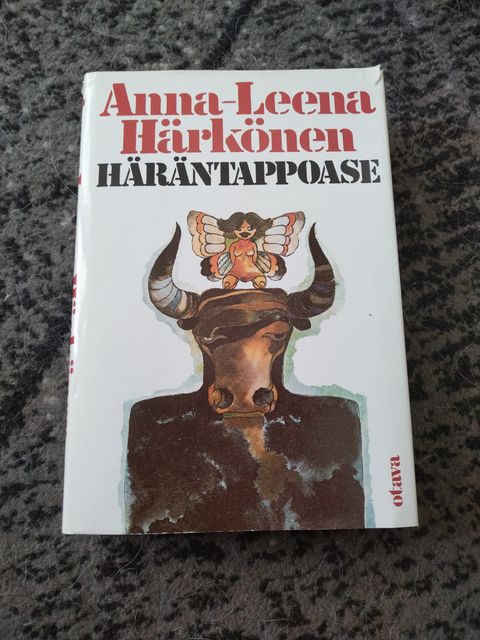 Anna-Leena
Härkönen
HÄRÄNTAPPOASE
otava